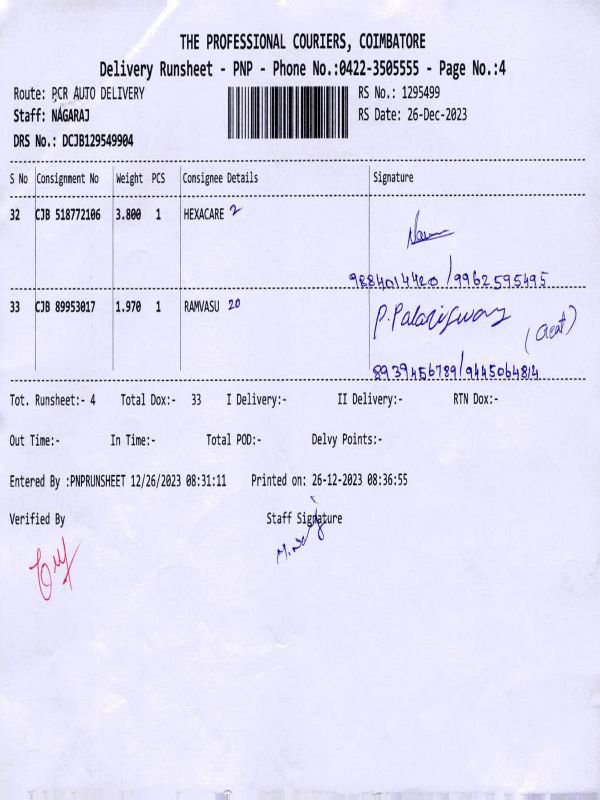 THE PROFESSIONAL COURIERS, COIMBATORE
Delivery Runsheet - PNP - Phone No.:0422-3505555 - Page No.:4
Route: PCR AUTO DELIVERY RS No.: 1295499
Staff: NAGARAJ RS Date: 26-Dec-2023
DRS No.: DCJB129549904
S No Consignment No Weight PCS Consignee Details Signature
32 CJB 518772106 3.800 1 HEXACARE 2
9884014420/9962595495
33 CJB 89953017 1.970 1 RAMVASU 20
8939456789/9445064814
Tot. Runsheet:- 4 Total Dox:- 33 I Delivery:- II Delivery:- RTN Dox:-
Out Time:- In Time:- Total POD:- Delvy Points:-
Entered By :PNPRUNSHEET 12/26/2023 08:31:11 Printed on: 26-12-2023 08:36:55
Verified By Staff Signature